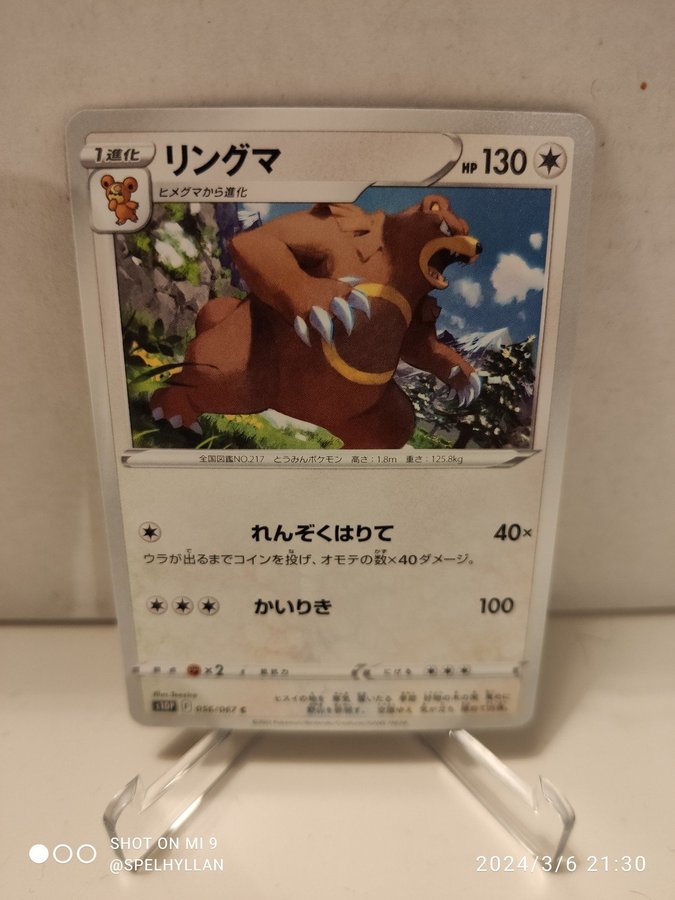 1進化 リングマ HP 130
ヒメグマから進化
全国図鑑NO.217 とうみんポケモン 高さ:1.8m 重さ:125.8kg
れんぞくはりて 40×
ウラが出るまでコインを投げ、オモテの数×40ダメージ。
かいりき 100
×2
にげる
s10P F 056/067 C
SHOT ON MI 9
@SPELHYLLAN
2024/3/6 21:30